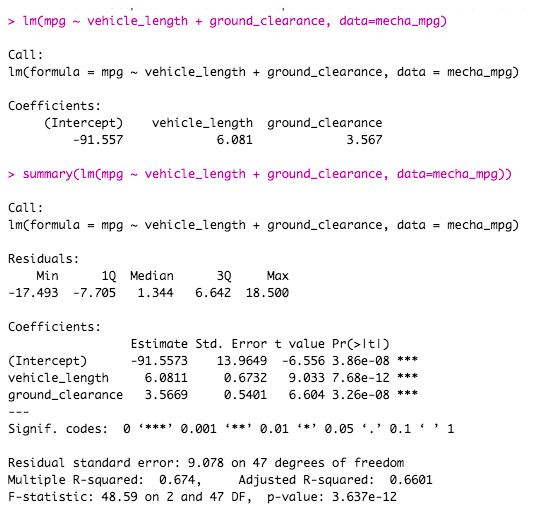 > lm(mpg ~ vehicle_length + ground_clearance, data=mecha_mpg)
Call:
lm(formula = mpg ~ vehicle_length + ground_clearance, data = mecha_mpg)
Coefficients:
(Intercept) vehicle_length ground_clearance
-91.557 6.081 3.567
> summary(lm(mpg ~ vehicle_length + ground_clearance, data=mecha_mpg))
Call:
lm(formula = mpg ~ vehicle_length + ground_clearance, data = mecha_mpg)
Residuals:
Min 1Q Median 3Q Max
-17.493 -7.705 1.344 6.642 18.500
Coefficients:
Estimate Std. Error t value Pr(>|t|)
(Intercept) -91.5573 13.9649 -6.556 3.86e-08 ***
vehicle_length 6.0811 0.6732 9.033 7.68e-12 ***
ground_clearance 3.5669 0.5401 6.604 3.26e-08 ***
---
Signif. codes: 0 ‘***’ 0.001 ‘**’ 0.01 ‘*’ 0.05 ‘.’ 0.1 ‘ ’ 1
Residual standard error: 9.078 on 47 degrees of freedom
Multiple R-squared: 0.674, Adjusted R-squared: 0.6601
F-statistic: 48.59 on 2 and 47 DF, p-value: 3.637e-12